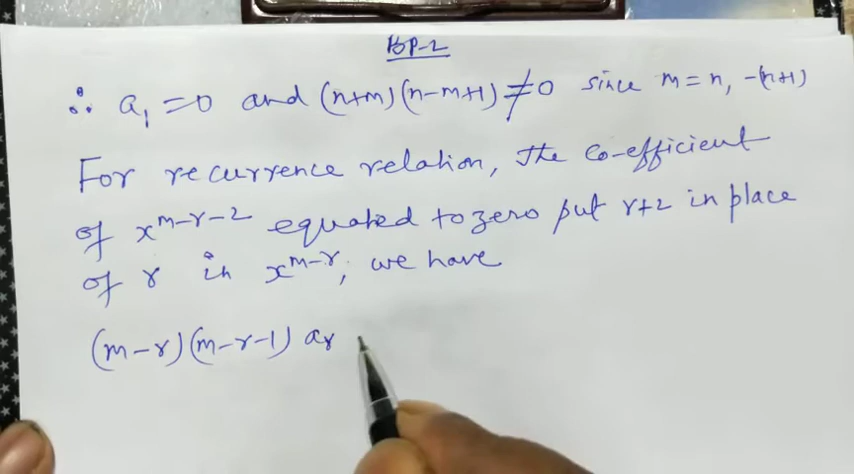 BP-2
∴ a₁ = 0 and (n+m)(n-m+1) ≠ 0 since m = n, -(n+1)
For recurrence relation, the co-efficient
of x^{m-r-2} equated to zero put r+2 in place
of r in x^{m-r}, we have
(m-r)(m-r-1) aᵣ